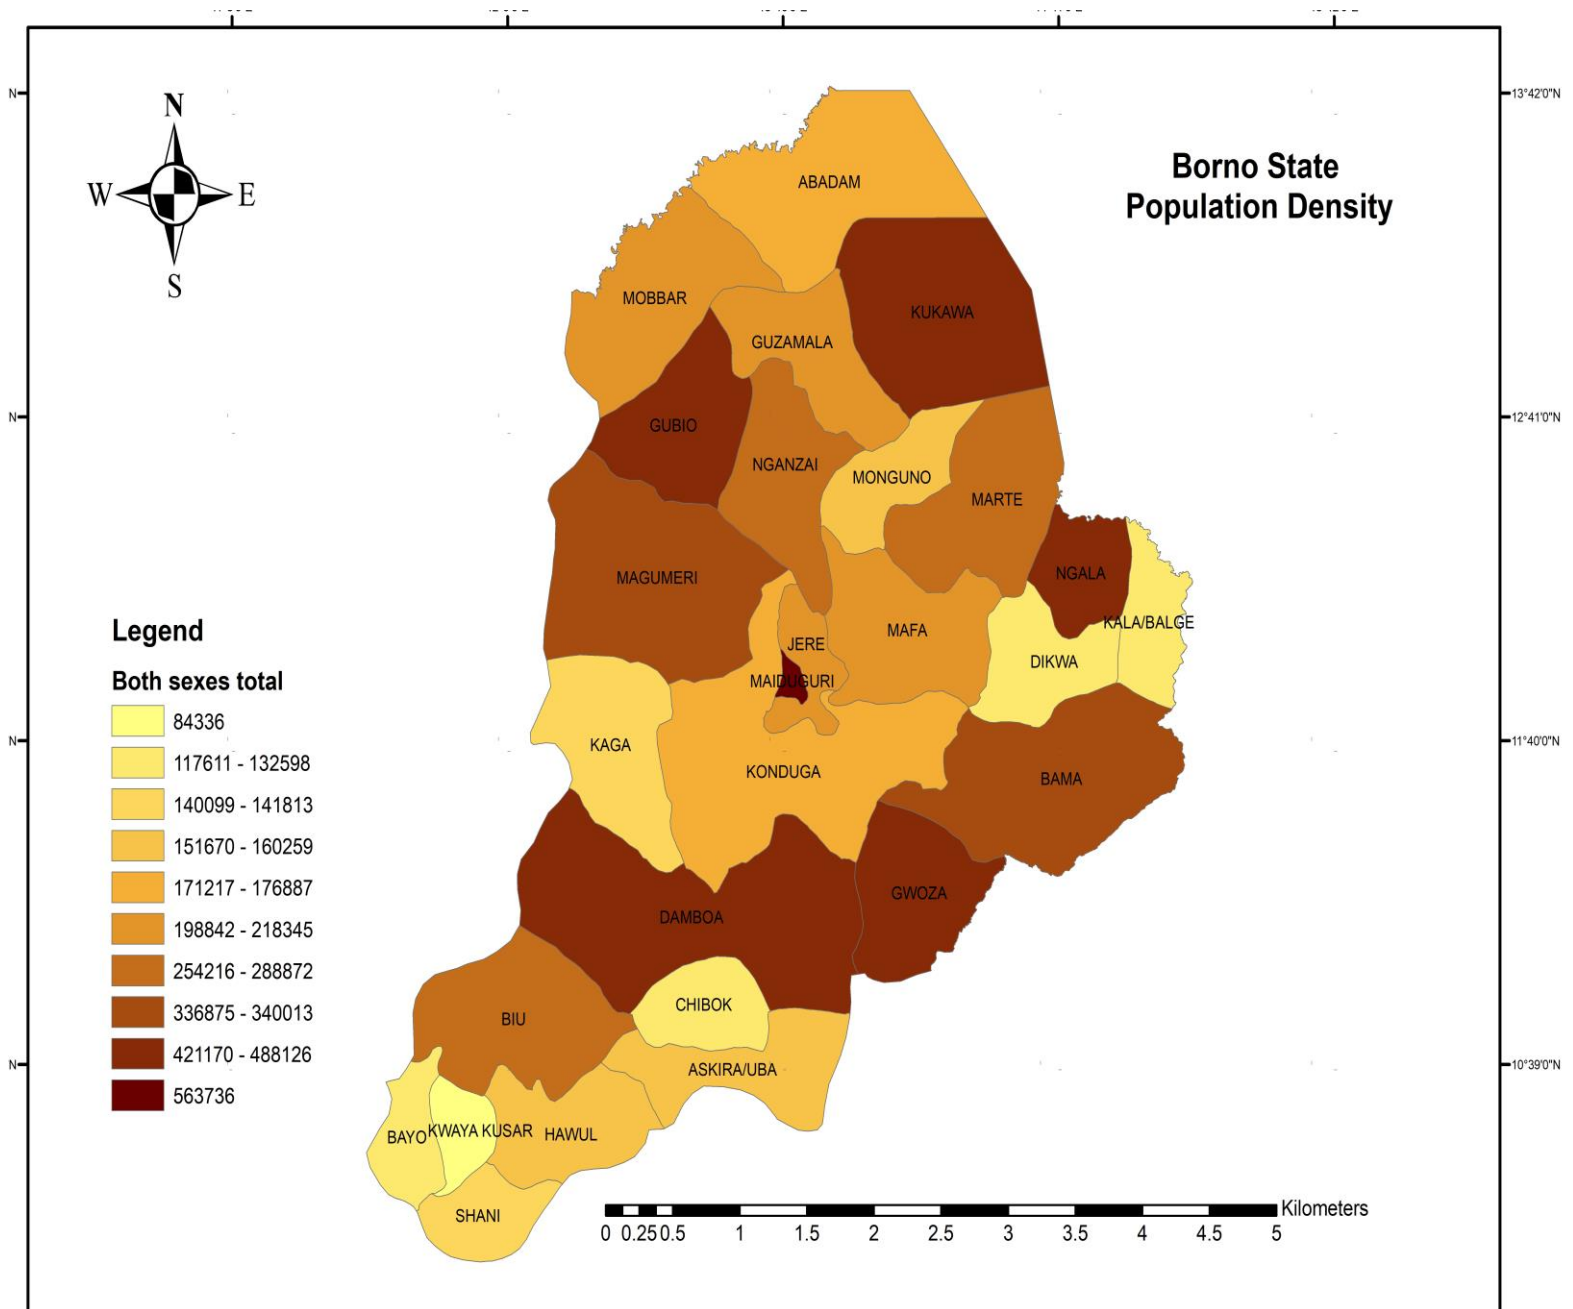 N
W E
S
Borno State
Population Density
N
13°42'0"N
N
12°41'0"N
N
11°40'0"N
N
10°39'0"N
ABADAM
MOBBAR
KUKAWA
GUZAMALA
GUBIO
NGANZAI
MONGUNO
MARTE
MAGUMERI
NGALA
KALA/BALGE
MAFA
JERE
DIKWA
MAIDUGURI
KAGA
KONDUGA
BAMA
GWOZA
DAMBOA
CHIBOK
BIU
ASKIRA/UBA
BAYO
KWAYA KUSAR
HAWUL
SHANI
Legend
Both sexes total
84336
117611 - 132598
140099 - 141813
151670 - 160259
171217 - 176887
198842 - 218345
254216 - 288872
336875 - 340013
421170 - 488126
563736
Kilometers
0 0.25 0.5 1 1.5 2 2.5 3 3.5 4 4.5 5